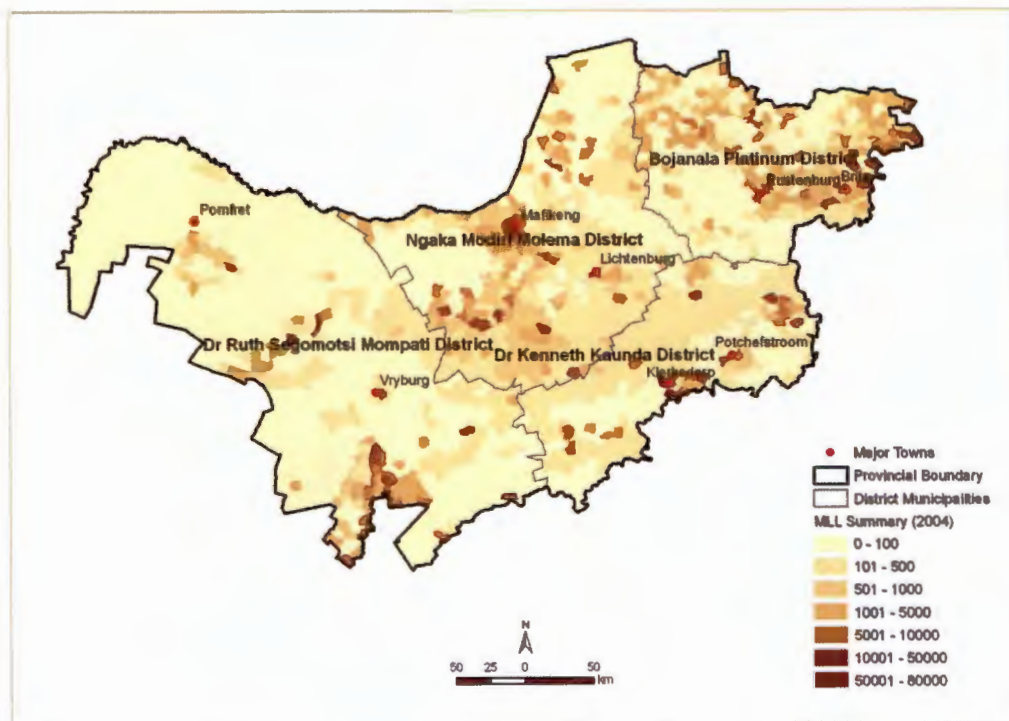 Bojanala Platinum District
Rustenburg
Pomfret
Mafikeng
Ngaka Modiri Molema District
Lichtenburg
Dr Ruth Segomotsi Mompati District
Dr Kenneth Kaunda District
Potchefstroom
Klerksdorp
Vryburg
Major Towns
Provincial Boundary
District Municipalities
MLL Summary (2004)
0 - 100
101 - 500
501 - 1000
1001 - 5000
5001 - 10000
10001 - 50000
50001 - 80000
N
50 25 0 50
km